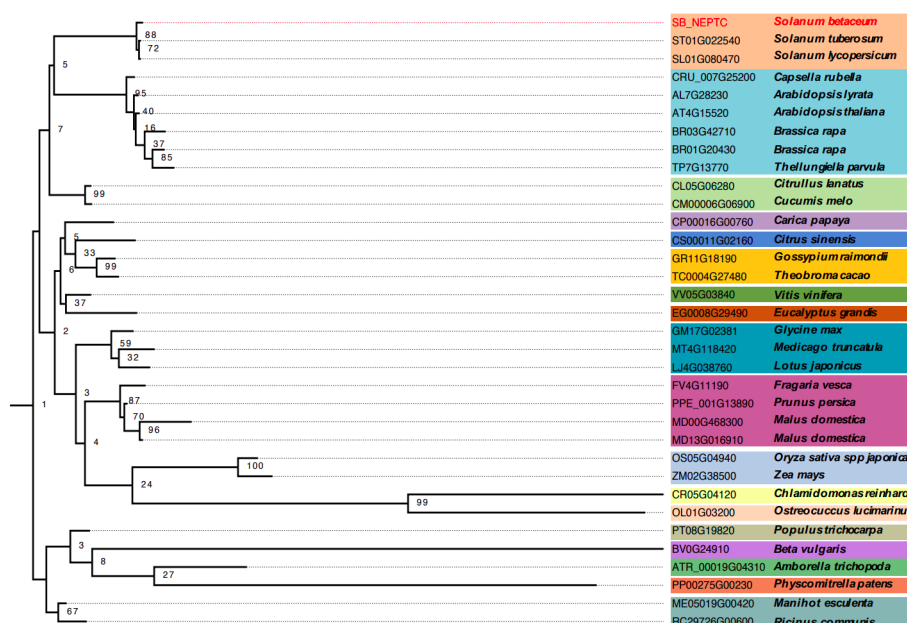 SB_NEPTC Solanum betaceum
88
ST01G022540 Solanum tuberosum
72
SL01G080470 Solanum lycopersicum
5
CRU_007G25200 Capsella rubella
95
AL7G28230 Arabidopsis lyrata
40
AT4G15520 Arabidopsis thaliana
16
7
BR03G42710 Brassica rapa
37
BR01G20430 Brassica rapa
85
TP7G13770 Thellungiella parvula
CL05G06280 Citrullus lanatus
99
CM00006G06900 Cucumis melo
CP00016G00760 Carica papaya
5
CS00011G02160 Citrus sinensis
33
GR11G18190 Gossypium raimondii
6
99
TC0004G27480 Theobroma cacao
VV05G03840 Vitis vinifera
37
EG0008G29490 Eucalyptus grandis
2
GM17G02381 Glycine max
59
MT4G118420 Medicago truncatula
32
LJ4G038760 Lotus japonicus
FV4G11190 Fragaria vesca
3
87
1
PPE_001G13890 Prunus persica
70
MD00G468300 Malus domestica
96
4
MD13G016910 Malus domestica
OS05G04940 Oryza sativa spp japonica
100
ZM02G38500 Zea mays
24
CR05G04120 Chlamidomonas reinhard
99
OL01G03200 Ostreococcus lucimarinu
PT08G19820 Populus trichocarpa
3
BV0G24910 Beta vulgaris
8
ATR_00019G04310 Amborella trichopoda
27
PP00275G00230 Physcomitrella patens
ME05019G00420 Manihot esculenta
67
RC29726G00600 Ricinus communis